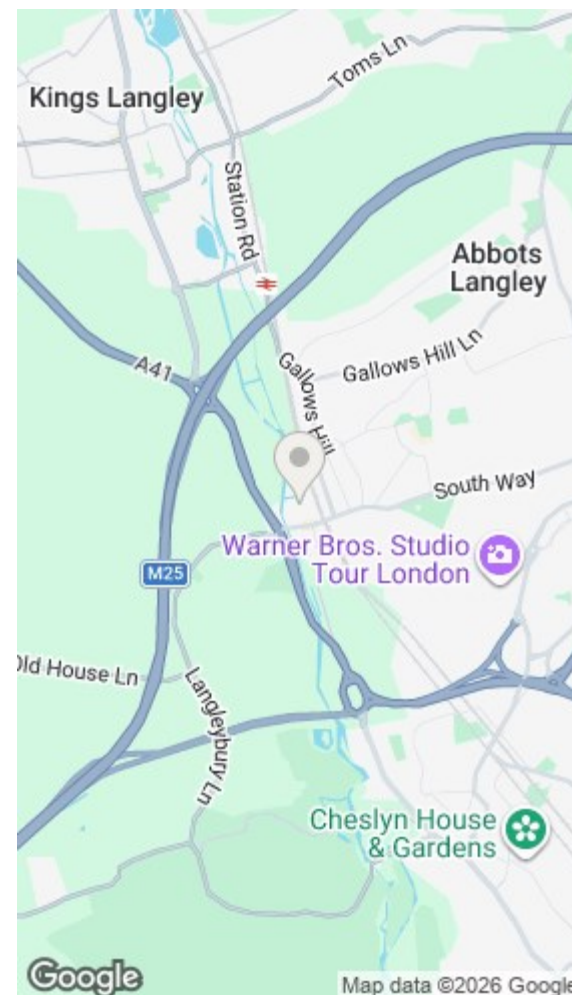 Toms Ln
Kings Langley
Station Rd
Abbots
Langley
Gallows Hill Ln
A41
Gallows Hill
South Way
Warner Bros. Studio
Tour London
M25
Old House Ln
Langleybury Ln
Cheslyn House
& Gardens
Google
Map data ©2026 Google